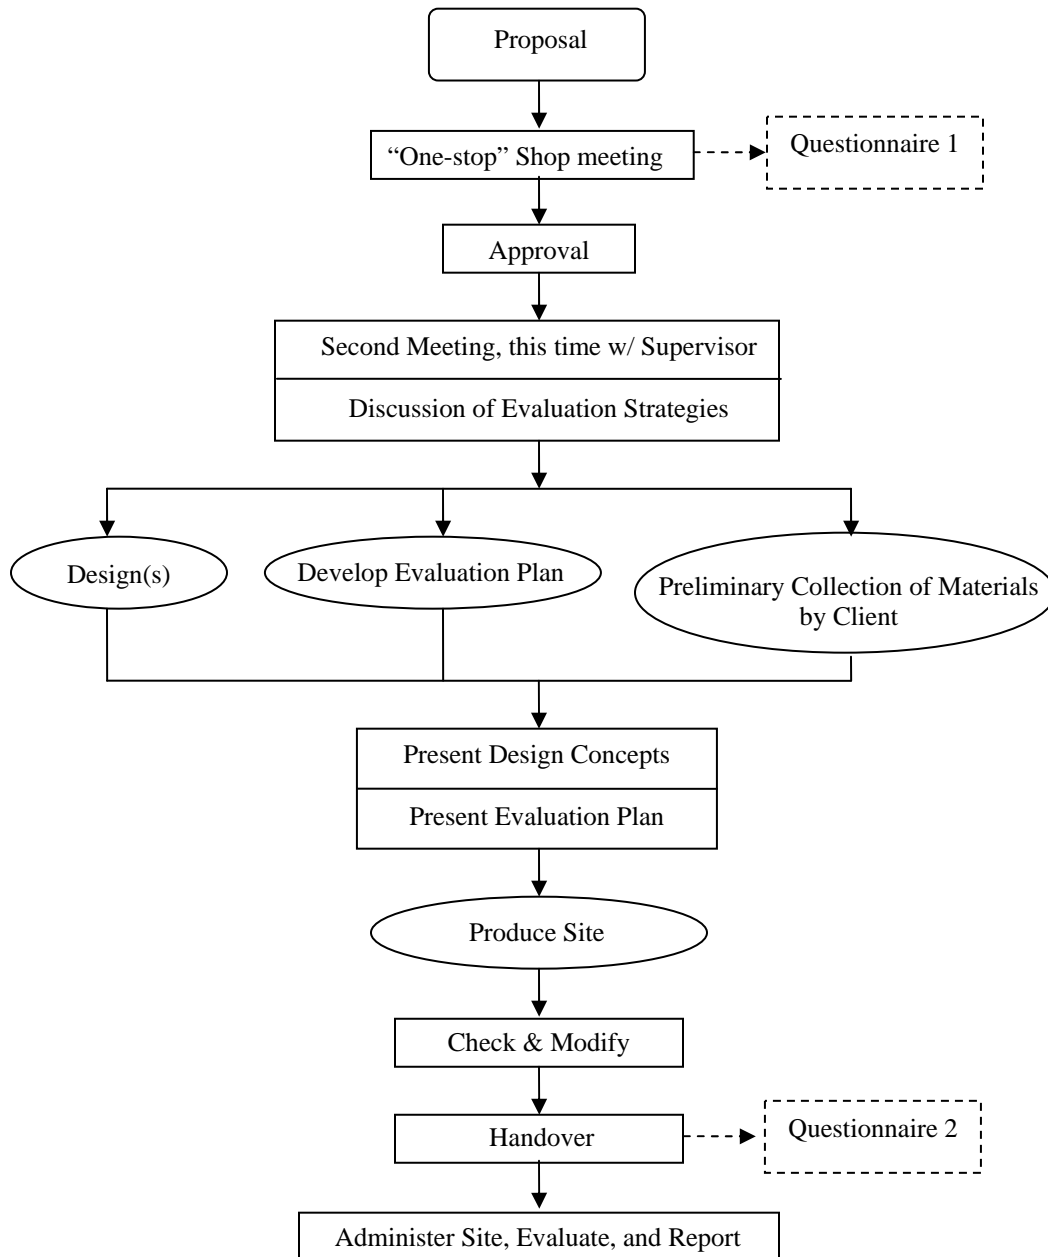 Proposal
“One-stop” Shop meeting
Questionnaire 1
Approval
Second Meeting, this time w/ Supervisor
Discussion of Evaluation Strategies
Design(s)
Develop Evaluation Plan
Preliminary Collection of Materials
by Client
Present Design Concepts
Present Evaluation Plan
Produce Site
Check & Modify
Handover
Questionnaire 2
Administer Site, Evaluate, and Report